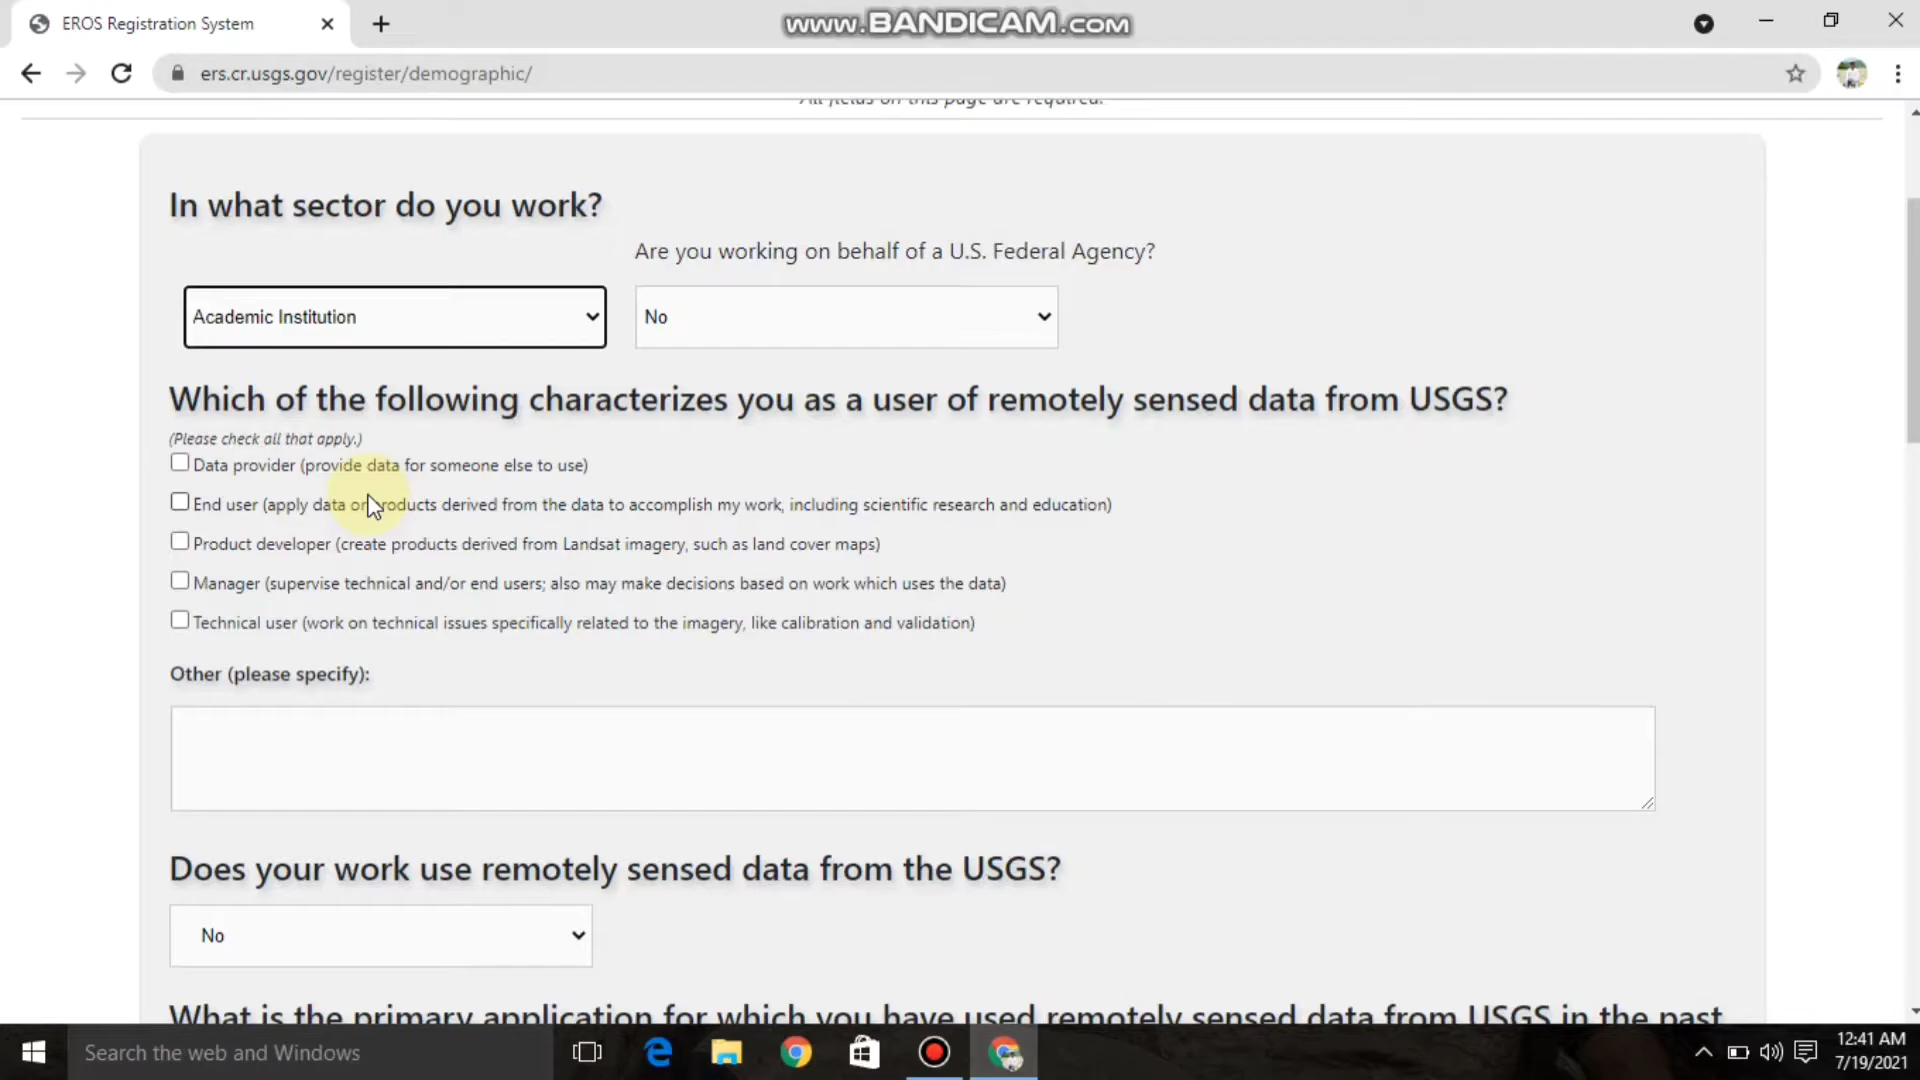 EROS Registration System
www.BANDICAM.com
ers.cr.usgs.gov/register/demographic/
All fields on this page are required.
In what sector do you work?
Are you working on behalf of a U.S. Federal Agency?
Academic Institution
No
Which of the following characterizes you as a user of remotely sensed data from USGS?
(Please check all that apply.)
Data provider (provide data for someone else to use)
End user (apply data or products derived from the data to accomplish my work, including scientific research and education)
Product developer (create products derived from Landsat imagery, such as land cover maps)
Manager (supervise technical and/or end users; also may make decisions based on work which uses the data)
Technical user (work on technical issues specifically related to the imagery, like calibration and validation)
Other (please specify):
Does your work use remotely sensed data from the USGS?
No
What is the primary application for which you have used remotely sensed data from USGS in the past
Search the web and Windows
12:41 AM
7/19/2021